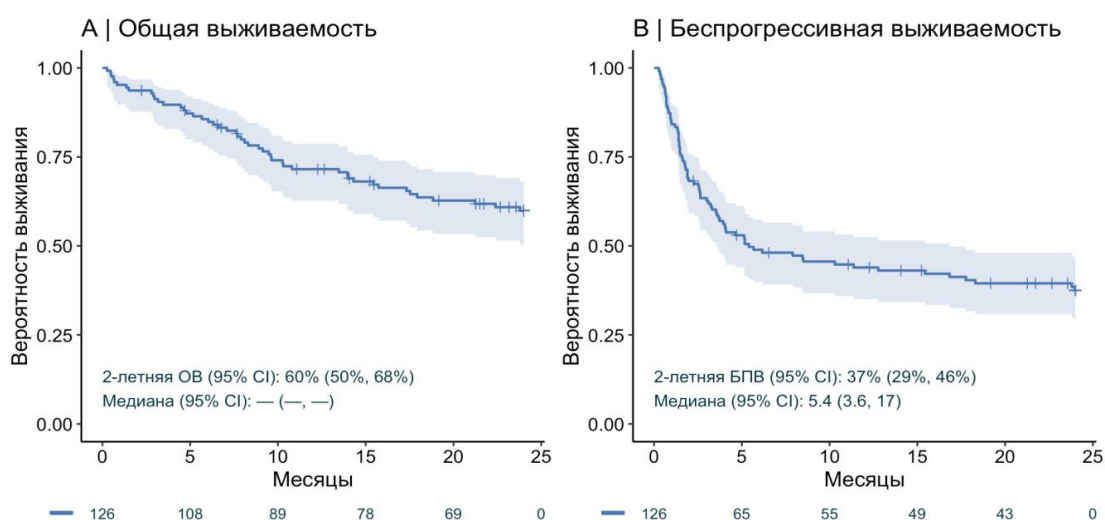 A | Общая выживаемость
1.00
0.75
0.50
0.25
0.00
Вероятность выживания
2-летняя ОВ (95% CI): 60% (50%, 68%)
Медиана (95% CI): — (—, —)
0 5 10 15 20 25
Месяцы
126 108 89 78 69 0
B | Беспрогрессивная выживаемость
1.00
0.75
0.50
0.25
0.00
Вероятность выживания
2-летняя БПВ (95% CI): 37% (29%, 46%)
Медиана (95% CI): 5.4 (3.6, 17)
0 5 10 15 20 25
Месяцы
126 65 55 49 43 0